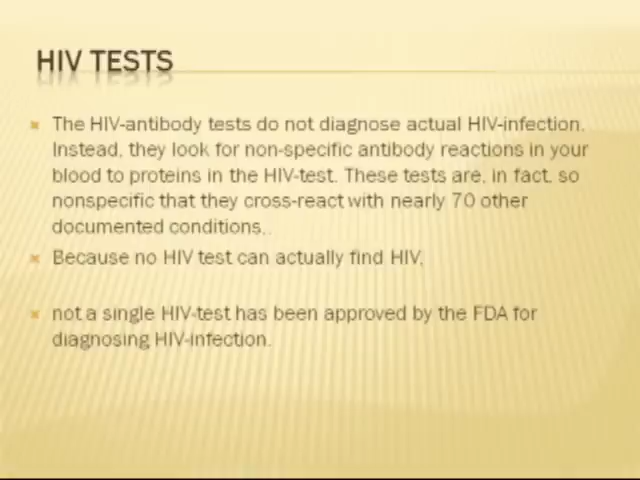 HIV TESTS
The HIV-antibody tests do not diagnose actual HIV-infection.
Instead, they look for non-specific antibody reactions in your
blood to proteins in the HIV-test. These tests are, in fact, so
nonspecific that they cross-react with nearly 70 other
documented conditions,.
Because no HIV test can actually find HIV,
not a single HIV-test has been approved by the FDA for
diagnosing HIV-infection.